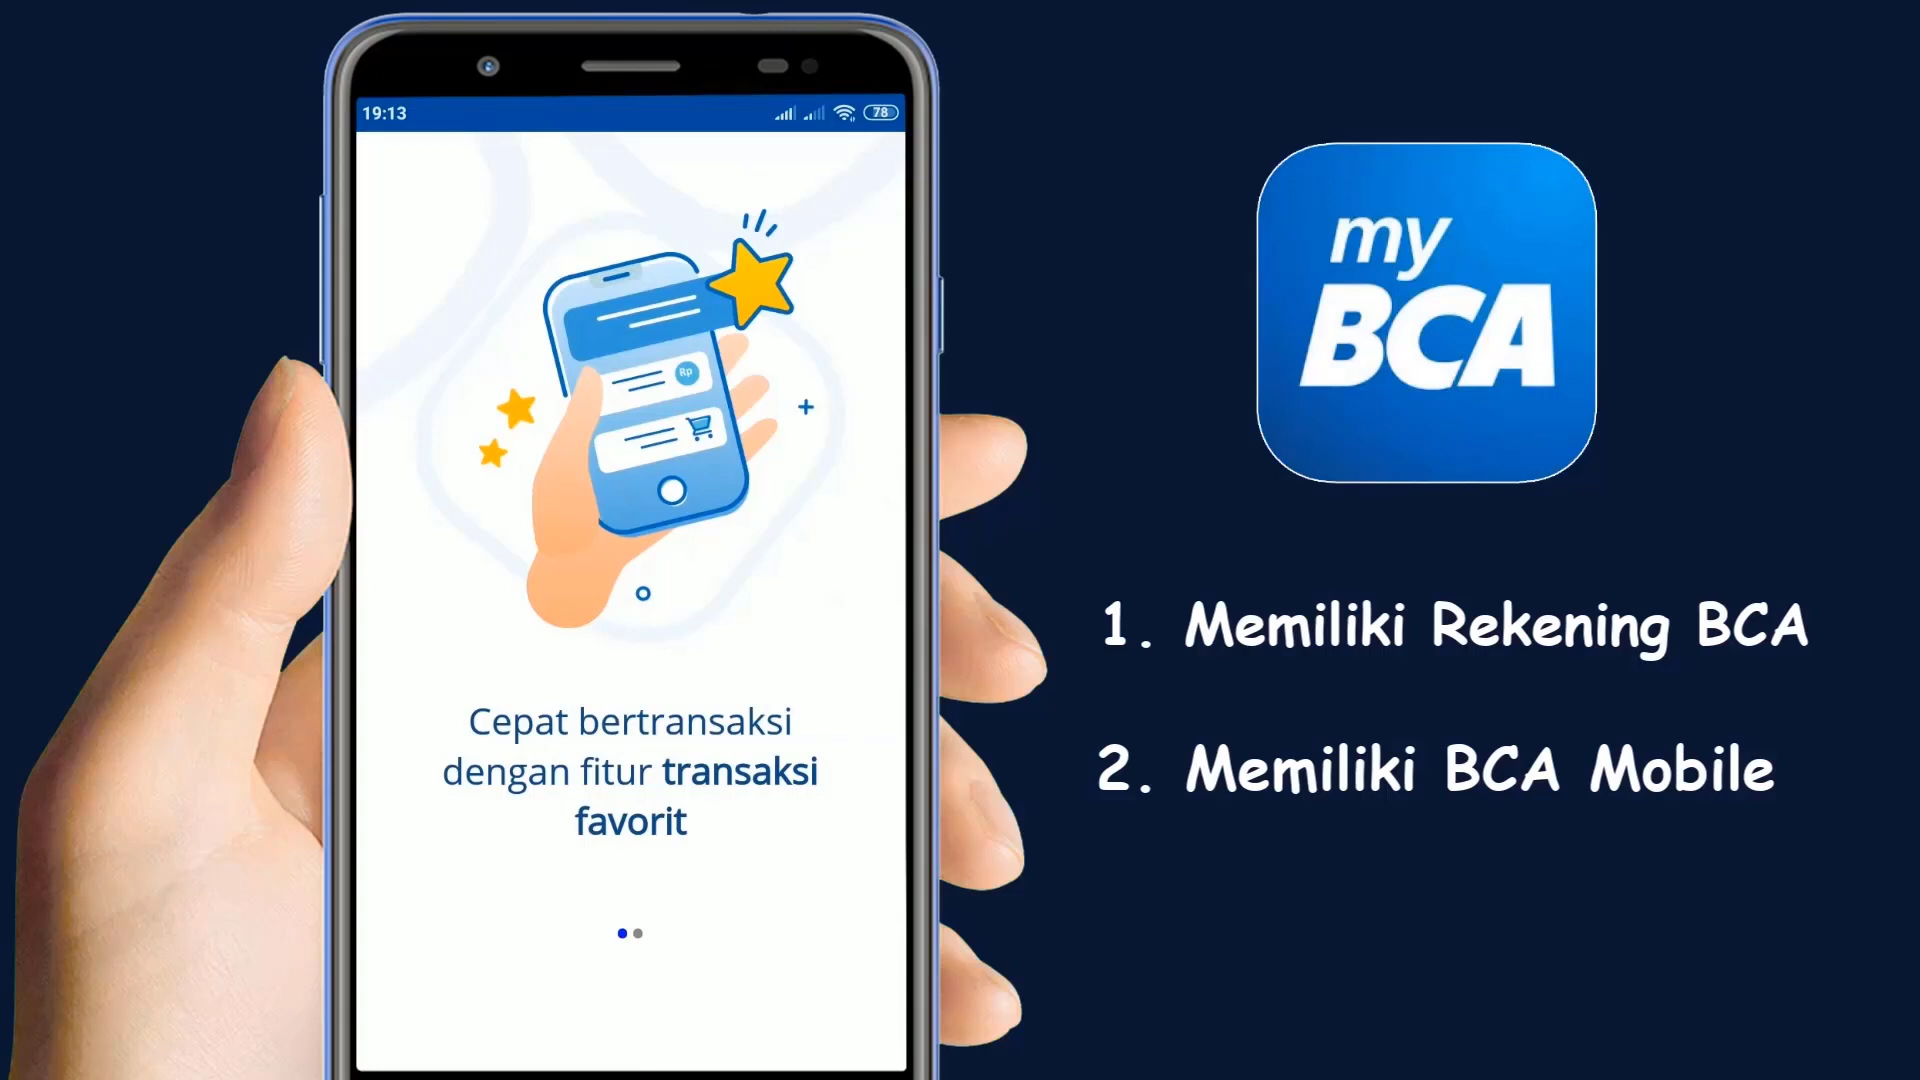 19:13
78
Rp
Cepat bertransaksi
dengan fitur transaksi
favorit
my
BCA
1. Memiliki Rekening BCA
2. Memiliki BCA Mobile